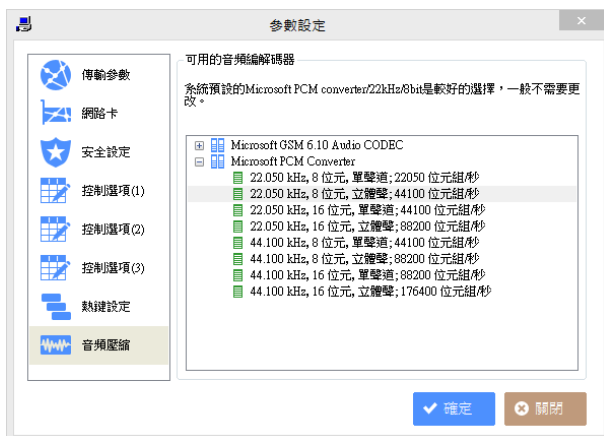 參數設定
傳輸參數
網路卡
安全設定
控制選項(1)
控制選項(2)
控制選項(3)
熱鍵設定
音頻壓縮
可用的音頻編解碼器
系統預設的Microsoft PCM converter/22kHz/8bit是較好的選擇，一般不需要更
改。
Microsoft GSM 6.10 Audio CODEC
Microsoft PCM Converter
22.050 kHz, 8 位元, 單聲道; 22050 位元組/秒
22.050 kHz, 8 位元, 立體聲; 44100 位元組/秒
22.050 kHz, 16 位元, 單聲道; 44100 位元組/秒
22.050 kHz, 16 位元, 立體聲; 88200 位元組/秒
44.100 kHz, 8 位元, 單聲道; 44100 位元組/秒
44.100 kHz, 8 位元, 立體聲; 88200 位元組/秒
44.100 kHz, 16 位元, 單聲道; 88200 位元組/秒
44.100 kHz, 16 位元, 立體聲; 176400 位元組/秒
確定
關閉